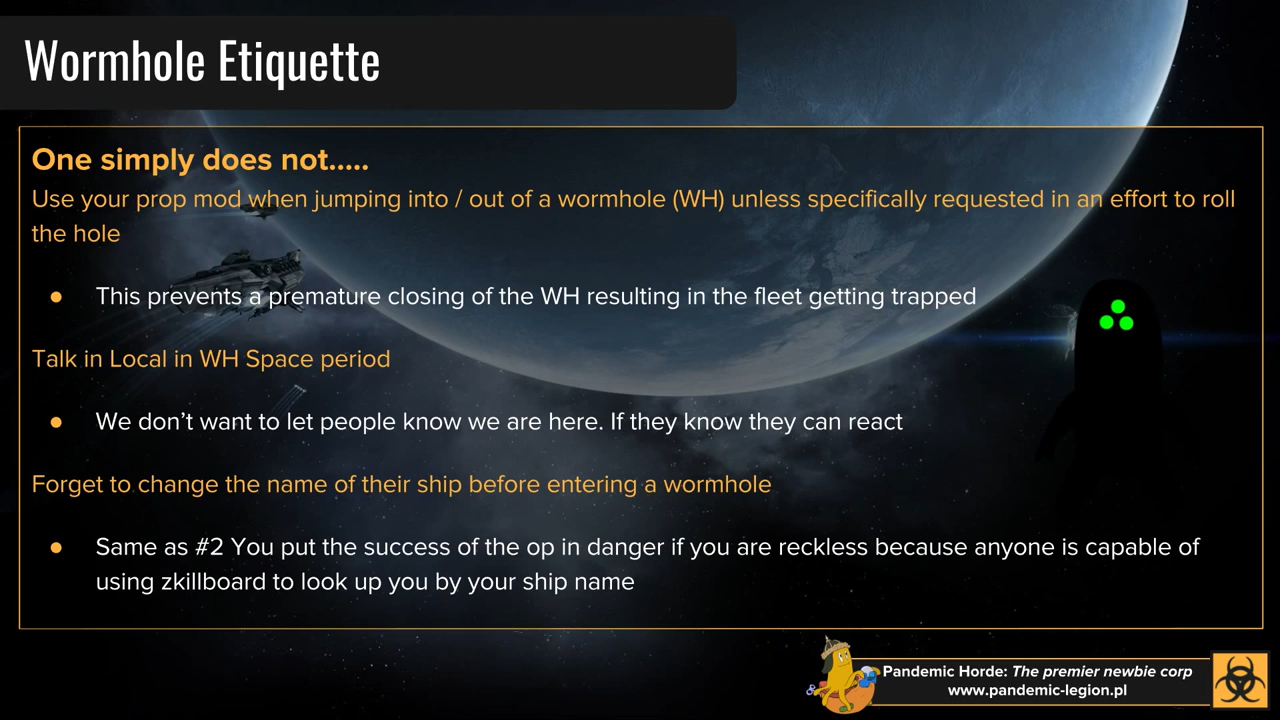 Wormhole Etiquette
One simply does not.....
Use your prop mod when jumping into / out of a wormhole (WH) unless specifically requested in an effort to roll
the hole
● This prevents a premature closing of the WH resulting in the fleet getting trapped
Talk in Local in WH Space period
● We don’t want to let people know we are here. If they know they can react
Forget to change the name of their ship before entering a wormhole
● Same as #2 You put the success of the op in danger if you are reckless because anyone is capable of
using zkillboard to look up you by your ship name
Pandemic Horde: The premier newbie corp
www.pandemic-legion.pl